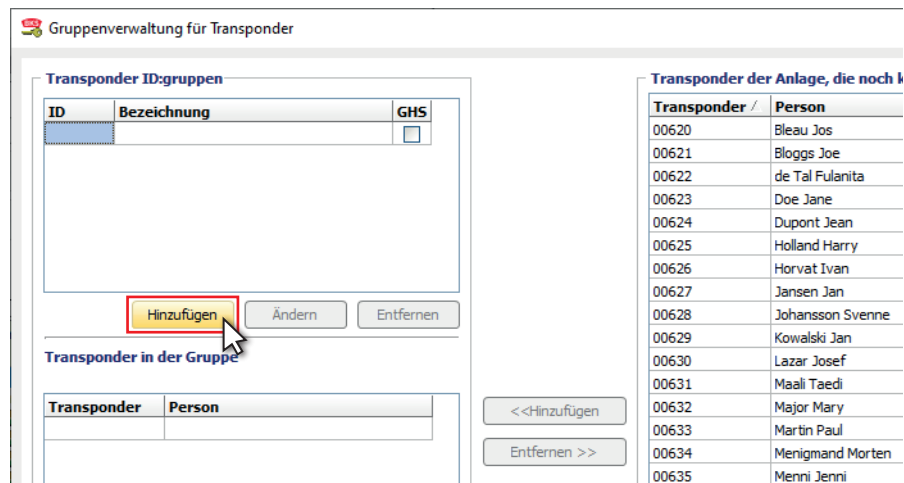 Gruppenverwaltung für Transponder
Transponder ID:gruppen
ID Bezeichnung GHS
Hinzufügen Ändern Entfernen
Transponder in der Gruppe
Transponder Person
<<Hinzufügen
Entfernen >>
Transponder der Anlage, die noch k
Transponder Person
00620 Bleau Jos
00621 Bloggs Joe
00622 de Tal Fulanita
00623 Doe Jane
00624 Dupont Jean
00625 Holland Harry
00626 Horvat Ivan
00627 Jansen Jan
00628 Johansson Svenne
00629 Kowalski Jan
00630 Lazar Josef
00631 Maali Taedi
00632 Major Mary
00633 Martin Paul
00634 Menigmand Morten
00635 Menni Jenni